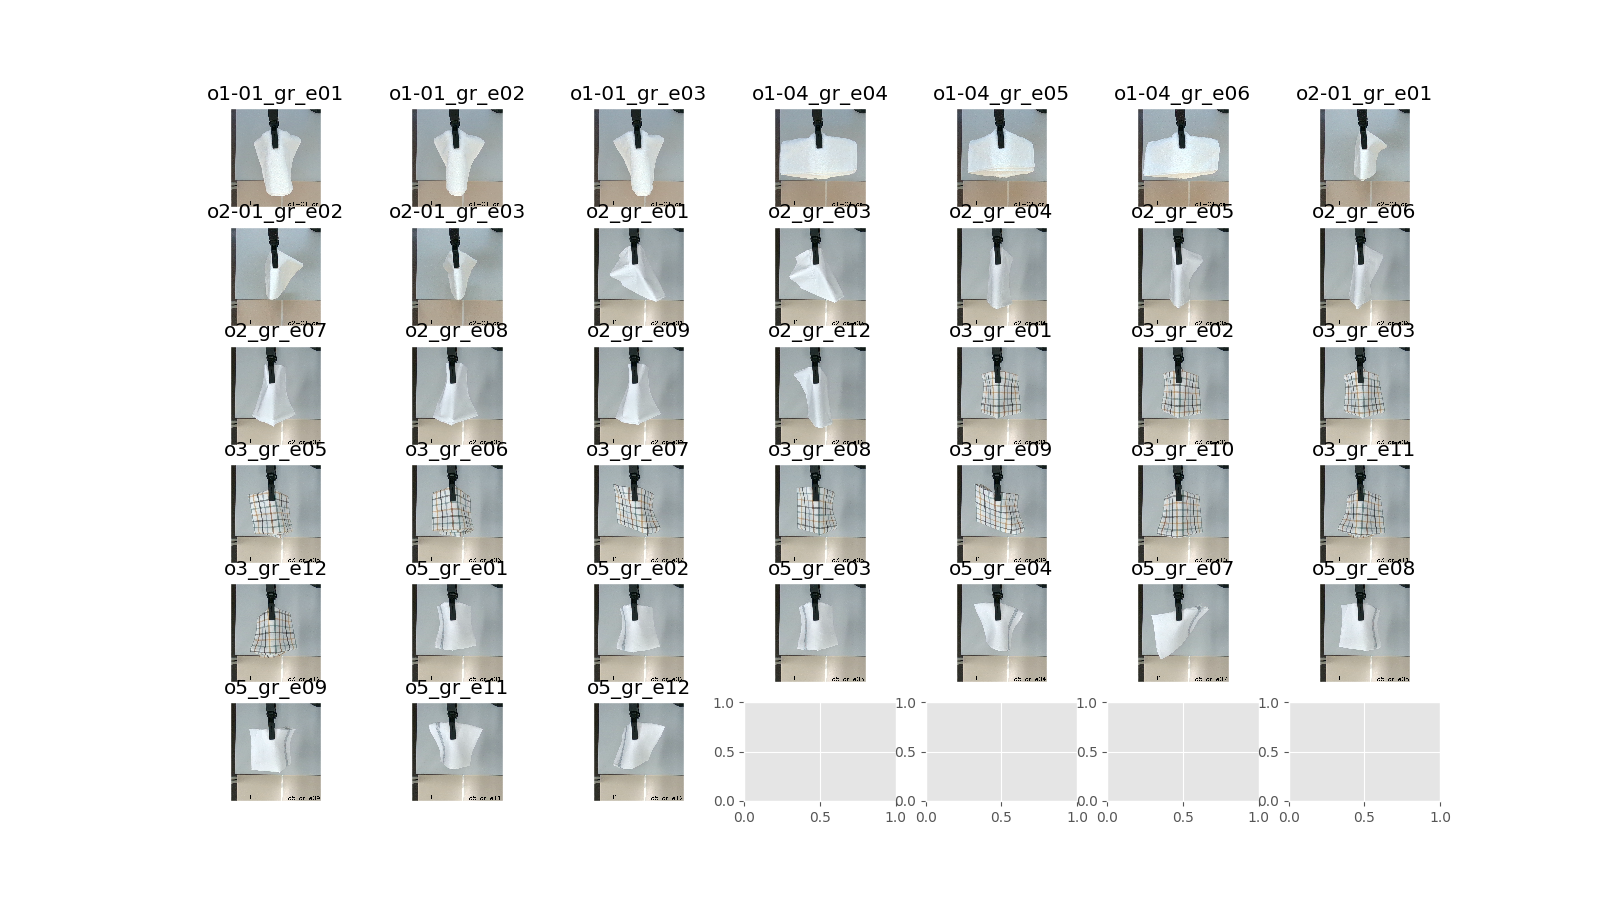 o1-01_gr_e01 o1-01_gr_e02 o1-01_gr_e03 o1-04_gr_e04 o1-04_gr_e05 o1-04_gr_e06 o2-01_gr_e01
o2-01_gr_e02 o2-01_gr_e03 o2_gr_e01 o2_gr_e03 o2_gr_e04 o2_gr_e05 o2_gr_e06
o2_gr_e07 o2_gr_e08 o2_gr_e09 o2_gr_e12 o3_gr_e01 o3_gr_e02 o3_gr_e03
o3_gr_e05 o3_gr_e06 o3_gr_e07 o3_gr_e08 o3_gr_e09 o3_gr_e10 o3_gr_e11
o3_gr_e12 o5_gr_e01 o5_gr_e02 o5_gr_e03 o5_gr_e04 o5_gr_e07 o5_gr_e08
o5_gr_e09 o5_gr_e11 o5_gr_e12
1.0 1.0 1.0 1.0
0.5 0.5 0.5 0.5
0.0 0.0 0.0 0.0
0.0 0.5 1.0 0.0 0.5 1.0 0.0 0.5 1.0 0.0 0.5 1.0